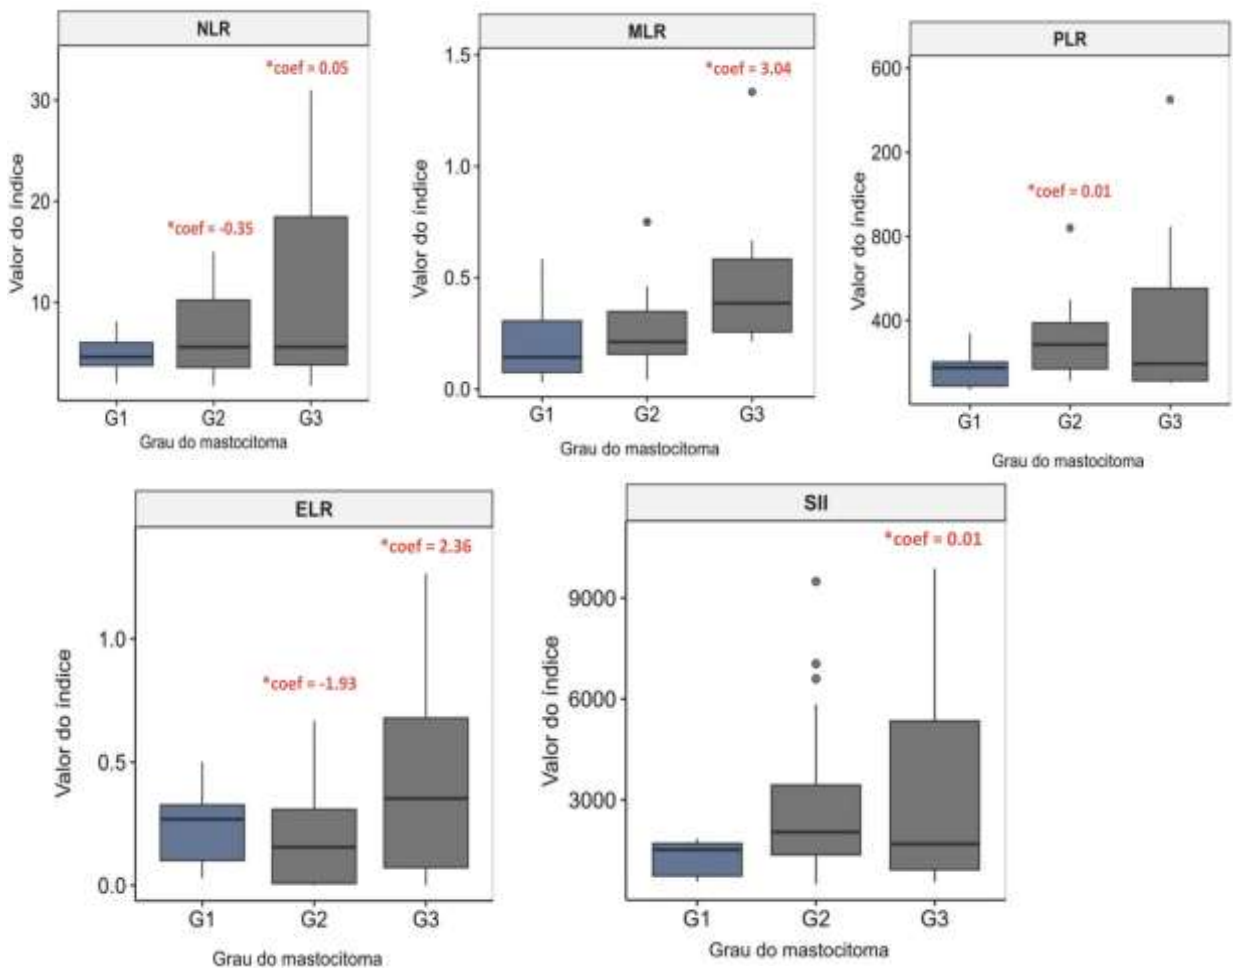 NLR
*coef = 0.05
*coef = -0.35
Valor do índice
30
20
10
G1 G2 G3
Grau do mastocitoma
MLR
*coef = 3.04
Valor do índice
1.5
1.0
0.5
0.0
G1 G2 G3
Grau do mastocitoma
PLR
*coef = 0.01
Valor do índice
600
200
800
400
G1 G2 G3
Grau do mastocitoma
ELR
*coef = 2.36
*coef = -1.93
Valor do índice
1.0
0.5
0.0
G1 G2 G3
Grau do mastocitoma
SII
*coef = 0.01
Valor do índice
9000
6000
3000
G1 G2 G3
Grau do mastocitoma